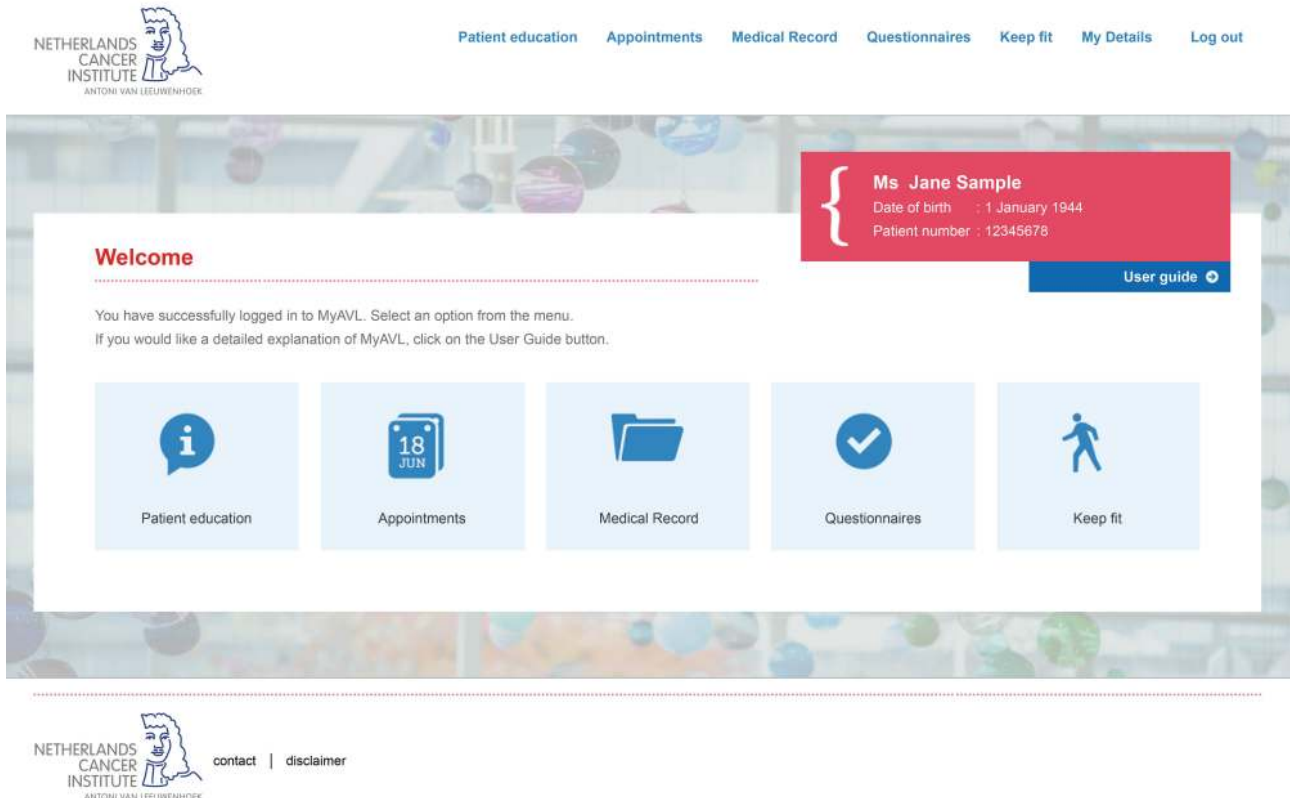 NETHERLANDS
CANCER
INSTITUTE
ANTONI VAN LEEUWENHOEK
Patient education Appointments Medical Record Questionnaires Keep fit My Details Log out
Ms Jane Sample
Date of birth : 1 January 1944
Patient number : 12345678
User guide
Welcome
You have successfully logged in to MyAVL. Select an option from the menu.
If you would like a detailed explanation of MyAVL, click on the User Guide button.
i
18
JUN
Patient education
Appointments
Medical Record
Questionnaires
Keep fit
NETHERLANDS
CANCER
INSTITUTE
ANTONI VAN LEEUWENHOEK
contact | disclaimer